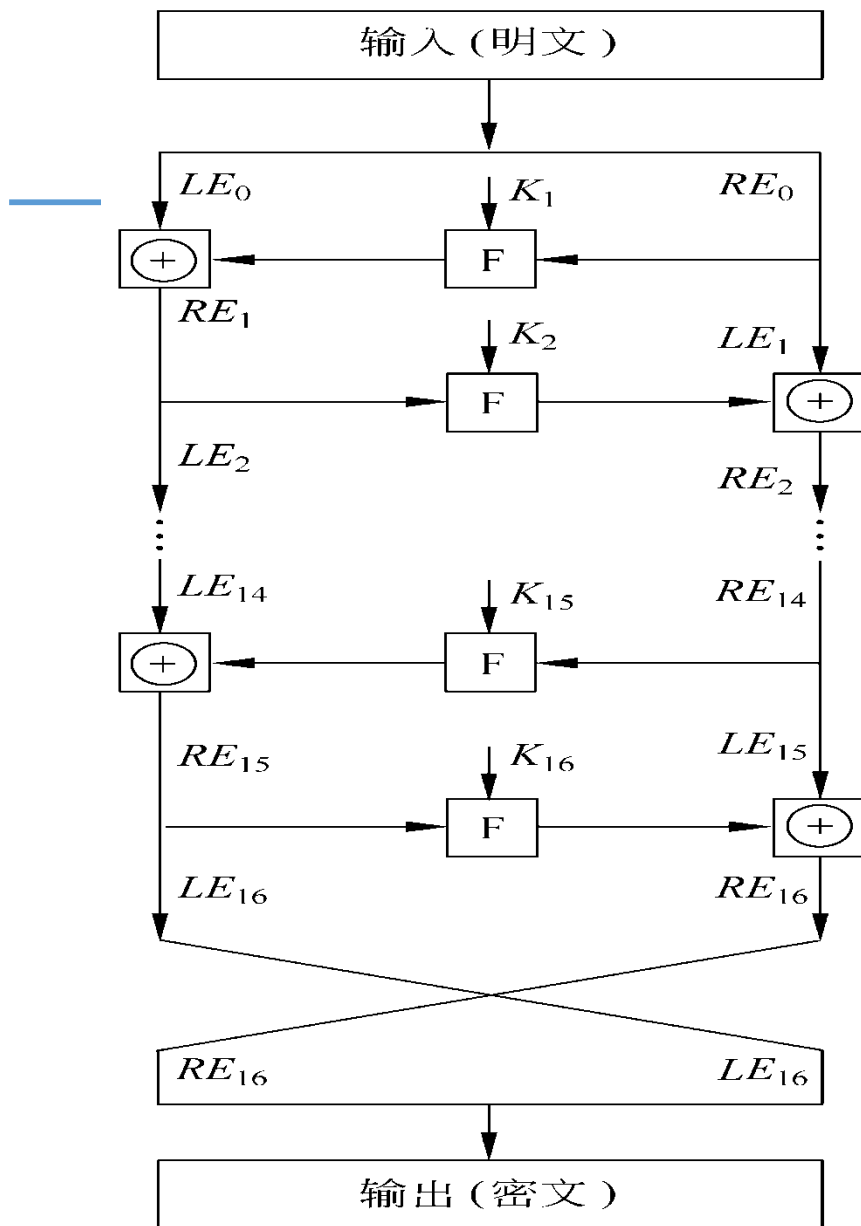 输入(明文)
LE₀ K₁ RE₀
+ F
RE₁ K₂ LE₁
F +
LE₂ RE₂
LE₁₄ K₁₅ RE₁₄
+ F
RE₁₅ K₁₆ LE₁₅
F +
LE₁₆ RE₁₆
RE₁₆ LE₁₆
输出(密文)